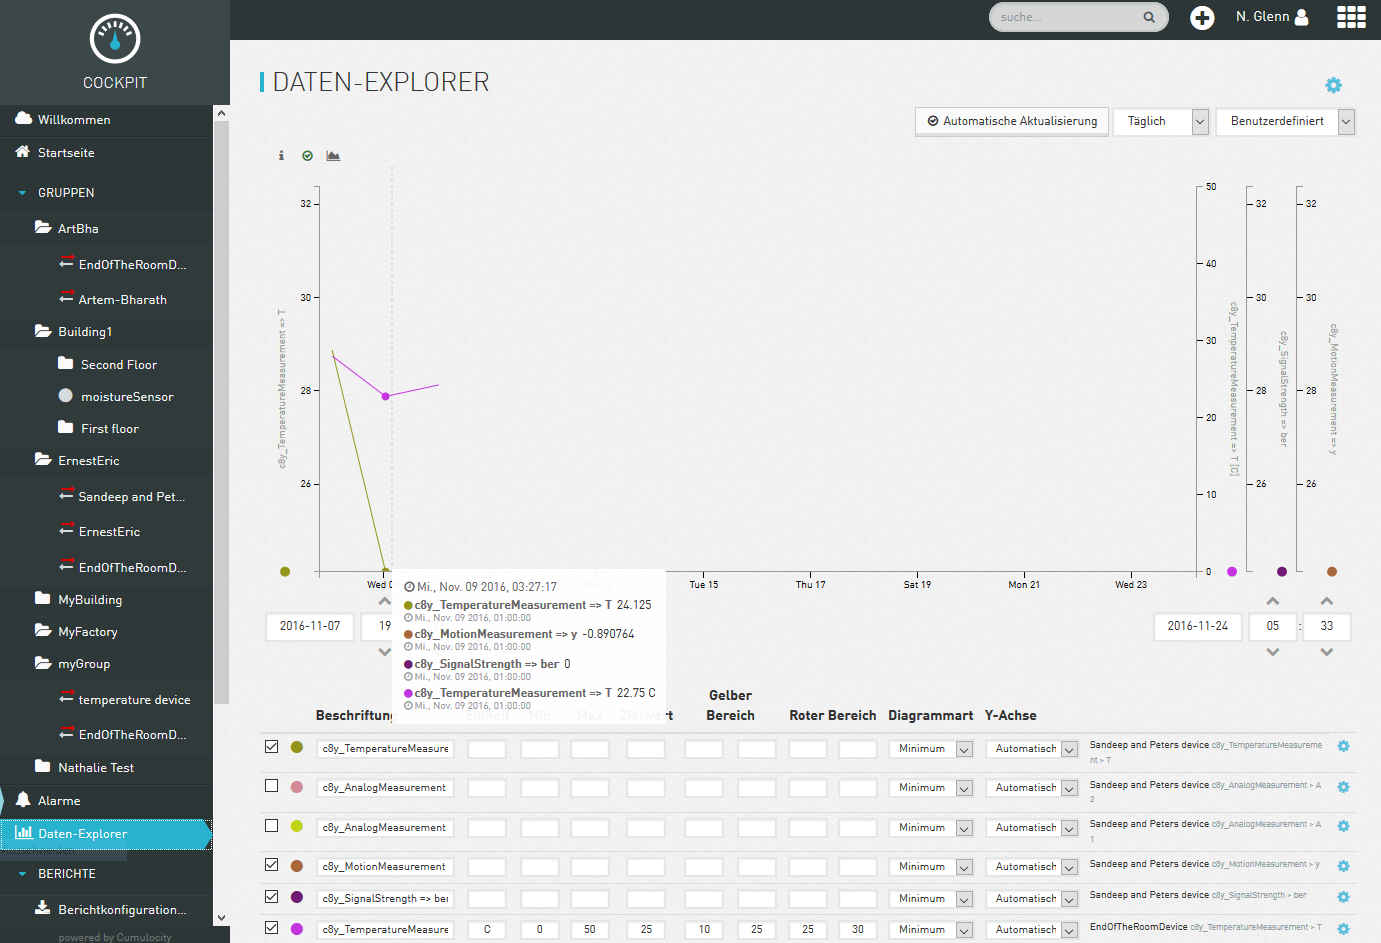 COCKPIT
suche...
N. Glenn
Willkommen
Startseite
GRUPPEN
ArtBha
EndOfTheRoomD...
Artem-Bharath
Building1
Second Floor
moistureSensor
First floor
ErnestEric
Sandeep and Pet...
ErnestEric
EndOfTheRoomD...
MyBuilding
MyFactory
myGroup
temperature device
EndOfTheRoomD...
Nathalie Test
Alarme
Daten-Explorer
BERICHTE
Berichtkonfiguration...
powered by Cumulocity
DATEN-EXPLORER
Automatische Aktualisierung
Täglich
Benutzerdefiniert
32
30
28
26
c8y_TemperatureMeasurement => T
50
40
30
20
10
0
c8y_TemperatureMeasurement => T [C]
32
30
28
26
c8y_SignalStrength => ber
32
30
28
26
c8y_MotionMeasurement => y
Wed
Tue 15
Thu 17
Sat 19
Mon 21
Wed 23
2016-11-07
19
2016-11-24
05 : 33
Mi., Nov. 09 2016, 03:27:17
c8y_TemperatureMeasurement => T 24.125
Mi., Nov. 09 2016, 01:00:00
c8y_MotionMeasurement => y -0.890764
Mi., Nov. 09 2016, 01:00:00
c8y_SignalStrength => ber 0
Mi., Nov. 09 2016, 01:00:00
c8y_TemperatureMeasurement => T 22.75 C
Mi., Nov. 09 2016, 01:00:00
Beschriftung Einheit Min Max Zielwert Gelber Bereich Roter Bereich Diagrammart Y-Achse
c8y_TemperatureMeasure Minimum Automatisch Sandeep and Peters device c8y_TemperatureMeasureme
nt > T
c8y_AnalogMeasurement Minimum Automatisch Sandeep and Peters device c8y_AnalogMeasurement > A
2
c8y_AnalogMeasurement Minimum Automatisch Sandeep and Peters device c8y_AnalogMeasurement > A
1
c8y_MotionMeasurement Minimum Automatisch Sandeep and Peters device c8y_MotionMeasurement > y
c8y_SignalStrength => ber Minimum Automatisch Sandeep and Peters device c8y_SignalStrength > ber
c8y_TemperatureMeasure C 0 50 25 10 25 25 30 Minimum Automatisch EndOfTheRoomDevice c8y_TemperatureMeasurement > T